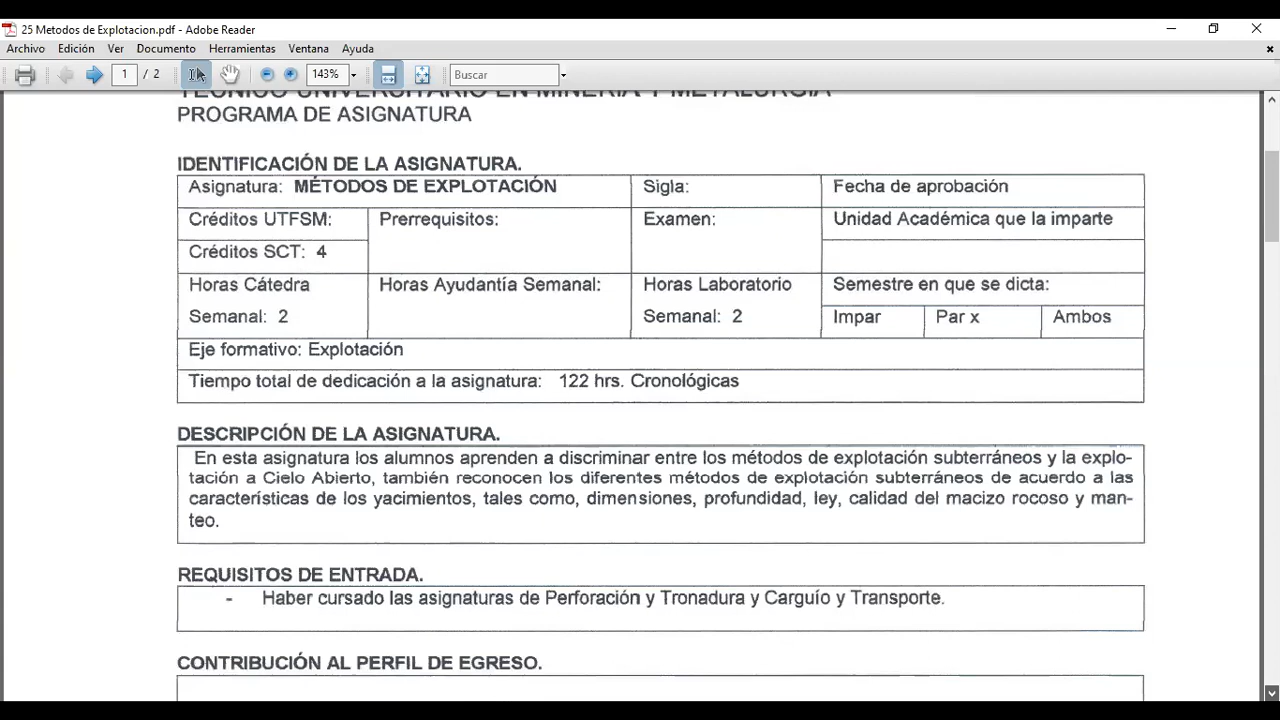 25 Metodos de Explotacion.pdf - Adobe Reader
Archivo Edición Ver Documento Herramientas Ventana Ayuda
1 / 2 143% Buscar
TÉCNICO UNIVERSITARIO EN MINERÍA Y METALURGIA
PROGRAMA DE ASIGNATURA
IDENTIFICACIÓN DE LA ASIGNATURA.
Asignatura: MÉTODOS DE EXPLOTACIÓN Sigla: Fecha de aprobación
Créditos UTFSM: Prerrequisitos: Examen: Unidad Académica que la imparte
Créditos SCT: 4
Horas Cátedra Horas Ayudantía Semanal: Horas Laboratorio Semestre en que se dicta:
Semanal: 2 Semanal: 2 Impar Par x Ambos
Eje formativo: Explotación
Tiempo total de dedicación a la asignatura: 122 hrs. Cronológicas
DESCRIPCIÓN DE LA ASIGNATURA.
En esta asignatura los alumnos aprenden a discriminar entre los métodos de explotación subterráneos y la explo-
tación a Cielo Abierto, también reconocen los diferentes métodos de explotación subterráneos de acuerdo a las
características de los yacimientos, tales como, dimensiones, profundidad, ley, calidad del macizo rocoso y man-
teo.
REQUISITOS DE ENTRADA.
- Haber cursado las asignaturas de Perforación y Tronadura y Carguío y Transporte.
CONTRIBUCIÓN AL PERFIL DE EGRESO.